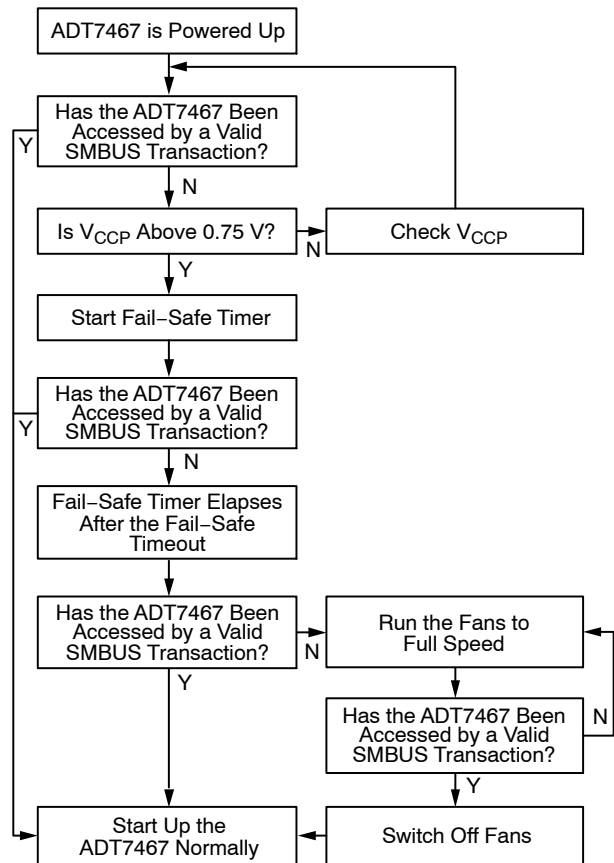 ADT7467 is Powered Up
Has the ADT7467 Been
Accessed by a Valid
SMBUS Transaction?
Y
N
Is VCCP Above 0.75 V?
N
Check VCCP
Y
Start Fail−Safe Timer
Has the ADT7467 Been
Accessed by a Valid
SMBUS Transaction?
Y
N
Fail−Safe Timer Elapses
After the Fail−Safe
Timeout
Has the ADT7467 Been
Accessed by a Valid
SMBUS Transaction?
N
Y
Run the Fans to
Full Speed
Has the ADT7467 Been
Accessed by a Valid
SMBUS Transaction?
N
Y
Start Up the
ADT7467 Normally
Switch Off Fans